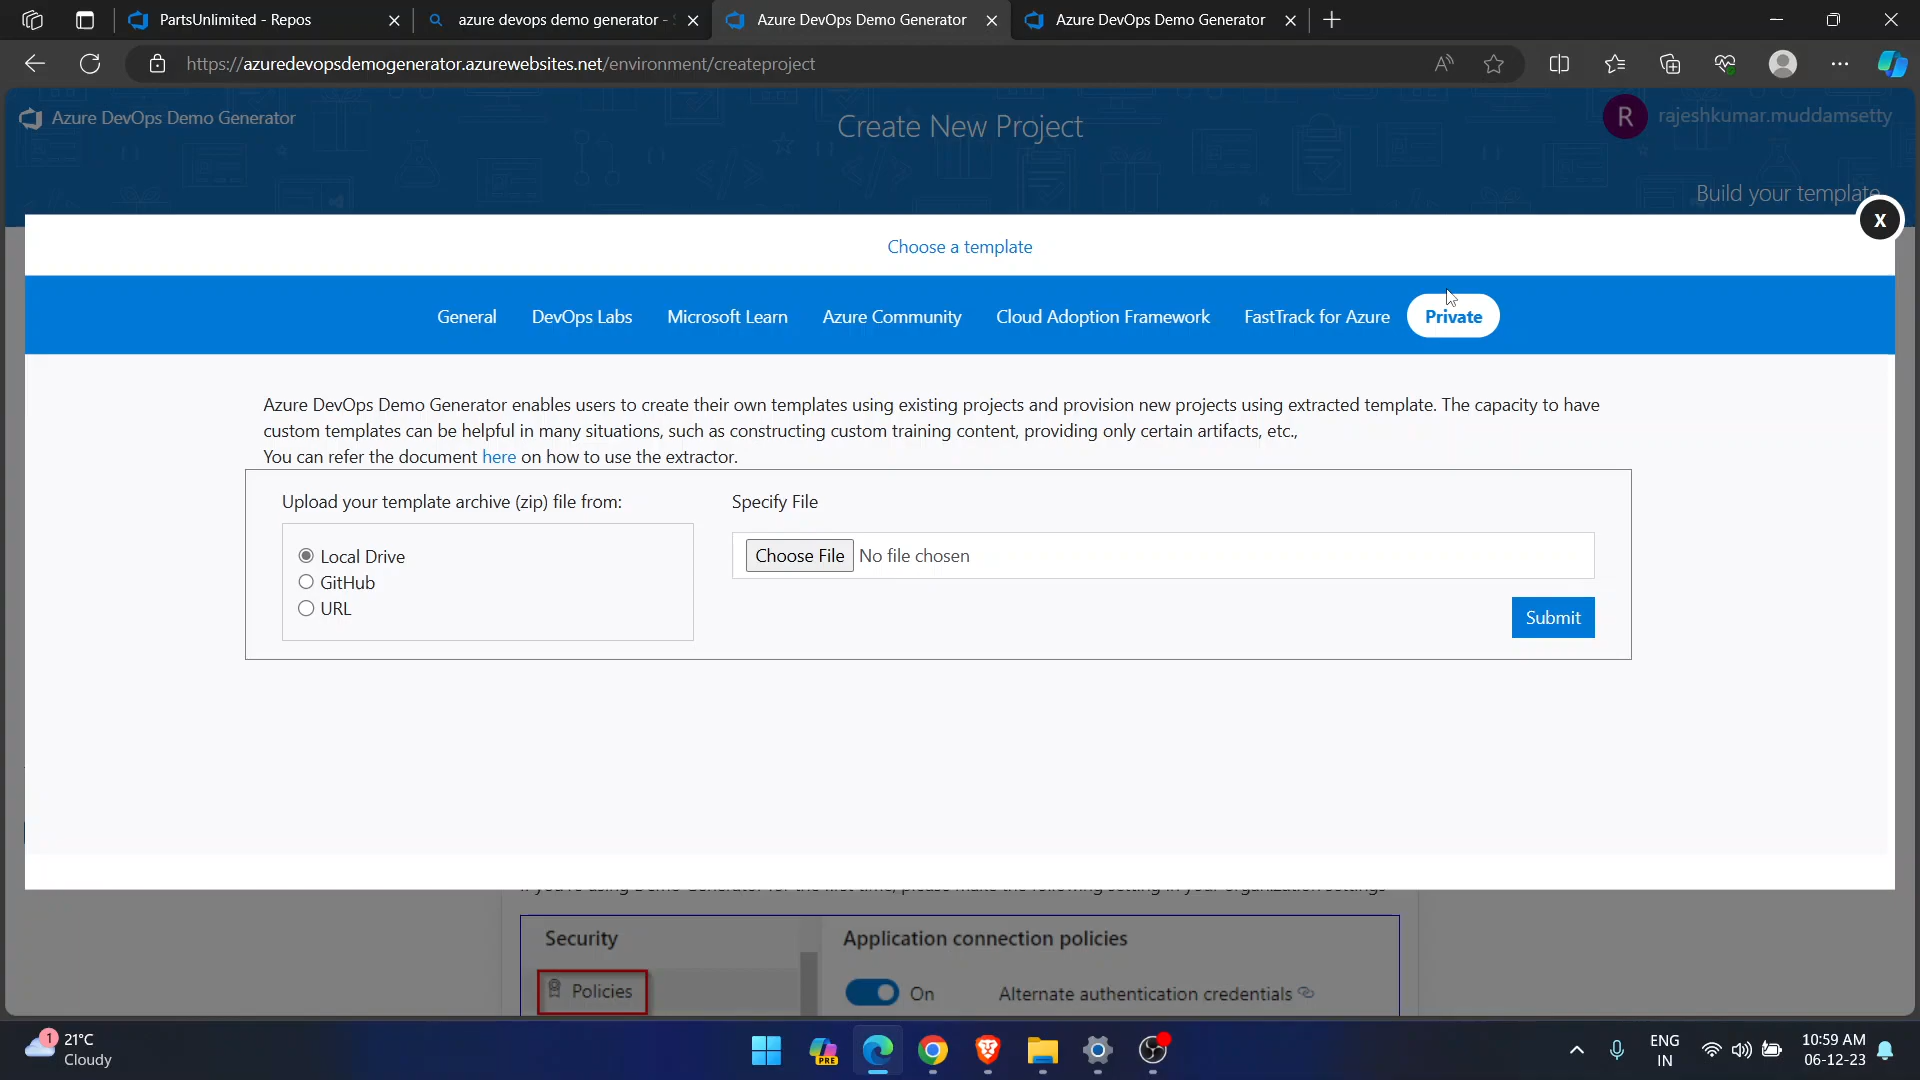 PartsUnlimited - Repos
azure devops demo generator -
Azure DevOps Demo Generator
Azure DevOps Demo Generator
https://azuredevopsdemogenerator.azurewebsites.net/environment/createproject
Azure DevOps Demo Generator
Create New Project
R
rajeshkumar.muddamsetty
Build your template
X
Choose a template
General
DevOps Labs
Microsoft Learn
Azure Community
Cloud Adoption Framework
FastTrack for Azure
Private
Azure DevOps Demo Generator enables users to create their own templates using existing projects and provision new projects using extracted template. The capacity to have
custom templates can be helpful in many situations, such as constructing custom training content, providing only certain artifacts, etc.,
You can refer the document here on how to use the extractor.
Upload your template archive (zip) file from:
Specify File
Local Drive
GitHub
URL
Choose File No file chosen
Submit
Security
Application connection policies
Policies
On
Alternate authentication credentials
1
21°C
Cloudy
PRE
ENG
IN
10:59 AM
06-12-23